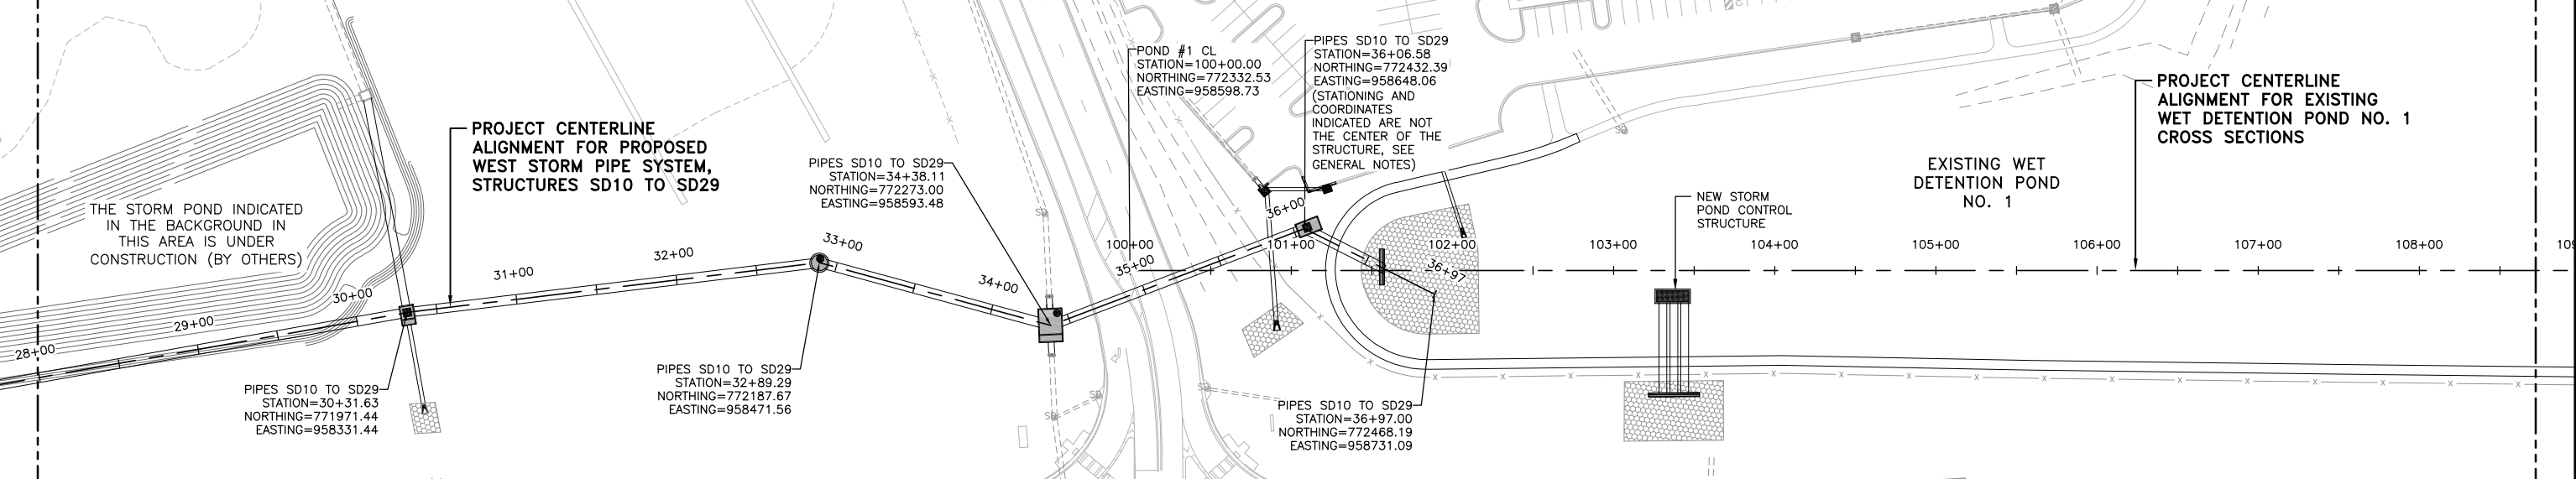 POND #1 CL
STATION=100+00.00
NORTHING=772332.53
EASTING=958598.73
PIPES SD10 TO SD29
STATION=36+06.58
NORTHING=772432.39
EASTING=958648.06
(STATIONING AND
COORDINATES
INDICATED ARE NOT
THE CENTER OF THE
STRUCTURE, SEE
GENERAL NOTES)
PROJECT CENTERLINE
ALIGNMENT FOR EXISTING
WET DETENTION POND NO. 1
CROSS SECTIONS
PROJECT CENTERLINE
ALIGNMENT FOR PROPOSED
WEST STORM PIPE SYSTEM,
STRUCTURES SD10 TO SD29
PIPES SD10 TO SD29
STATION=34+38.11
NORTHING=772273.00
EASTING=958593.48
EXISTING WET
DETENTION POND
NO. 1
NEW STORM
POND CONTROL
STRUCTURE
THE STORM POND INDICATED
IN THE BACKGROUND IN
THIS AREA IS UNDER
CONSTRUCTION (BY OTHERS)
28+00
29+00
30+00
31+00
32+00
33+00
34+00
35+00
36+00
36+97
100+00
101+00
102+00
103+00
104+00
105+00
106+00
107+00
108+00
PIPES SD10 TO SD29
STATION=30+31.63
NORTHING=771971.44
EASTING=958331.44
PIPES SD10 TO SD29
STATION=32+89.29
NORTHING=772187.67
EASTING=958471.56
PIPES SD10 TO SD29
STATION=36+97.00
NORTHING=772468.19
EASTING=958731.09
SD
SD
SD
SD
SD